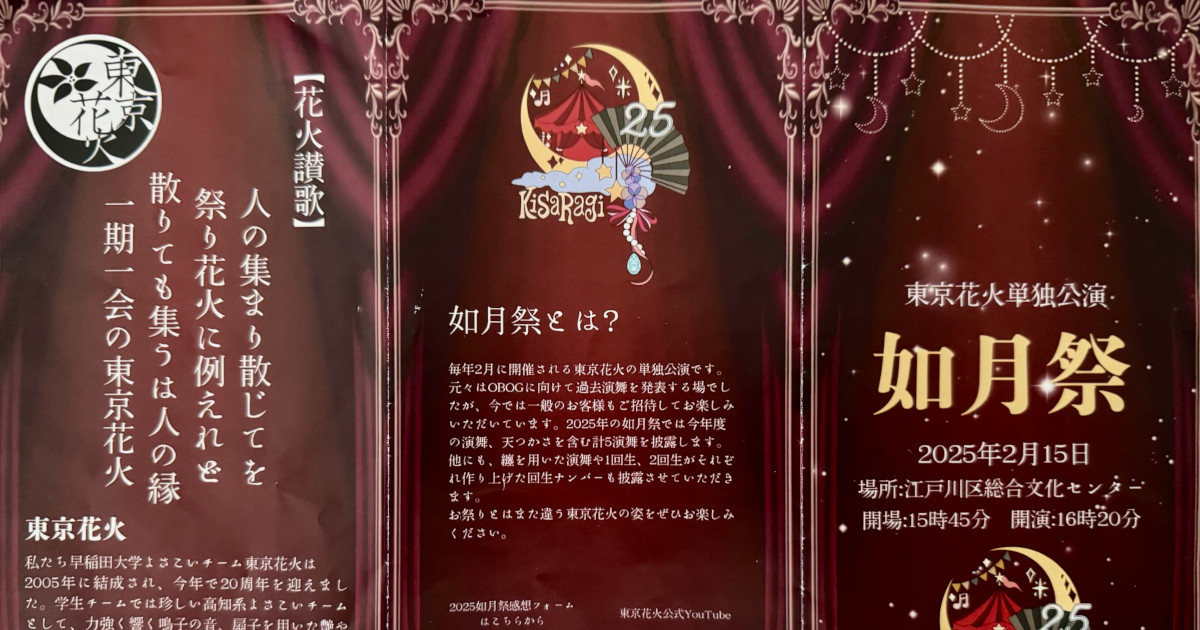 東京花火
【花火讃歌】
人の集まり散じてを
祭り花火に例えれど
散りても集うは人の縁
一期一会の東京花火
東京花火
私たち早稲田大学よさこいチーム東京花火は
2005年に結成され、今年で20周年を迎えまし
た。学生チームでは珍しい高知系よさこいチーム
として、力強く響く鳴子の音、扇子を用いた艶や
25
KiSaRagi
如月祭とは?
毎年2月に開催される東京花火の単独公演です。
元々はOBOGに向けて過去演舞を発表する場でし
たが、今では一般のお客様もご招待してお楽しみ
いただいています。2025年の如月祭では今年度
の演舞、天つかさを含む計5演舞を披露します。
他にも、纏を用いた演舞や1回生、2回生がそれぞ
れ作り上げた回生ナンバーも披露させていただき
ます。
お祭りとはまた違う東京花火の姿をぜひお楽しみ
ください。
2025如月祭感想フォーム
はこちらから
東京花火公式YouTube
東京花火単独公演
如月祭
2025年2月15日
場所:江戸川区総合文化センター
開場:15時45分 開演:16時20分
25